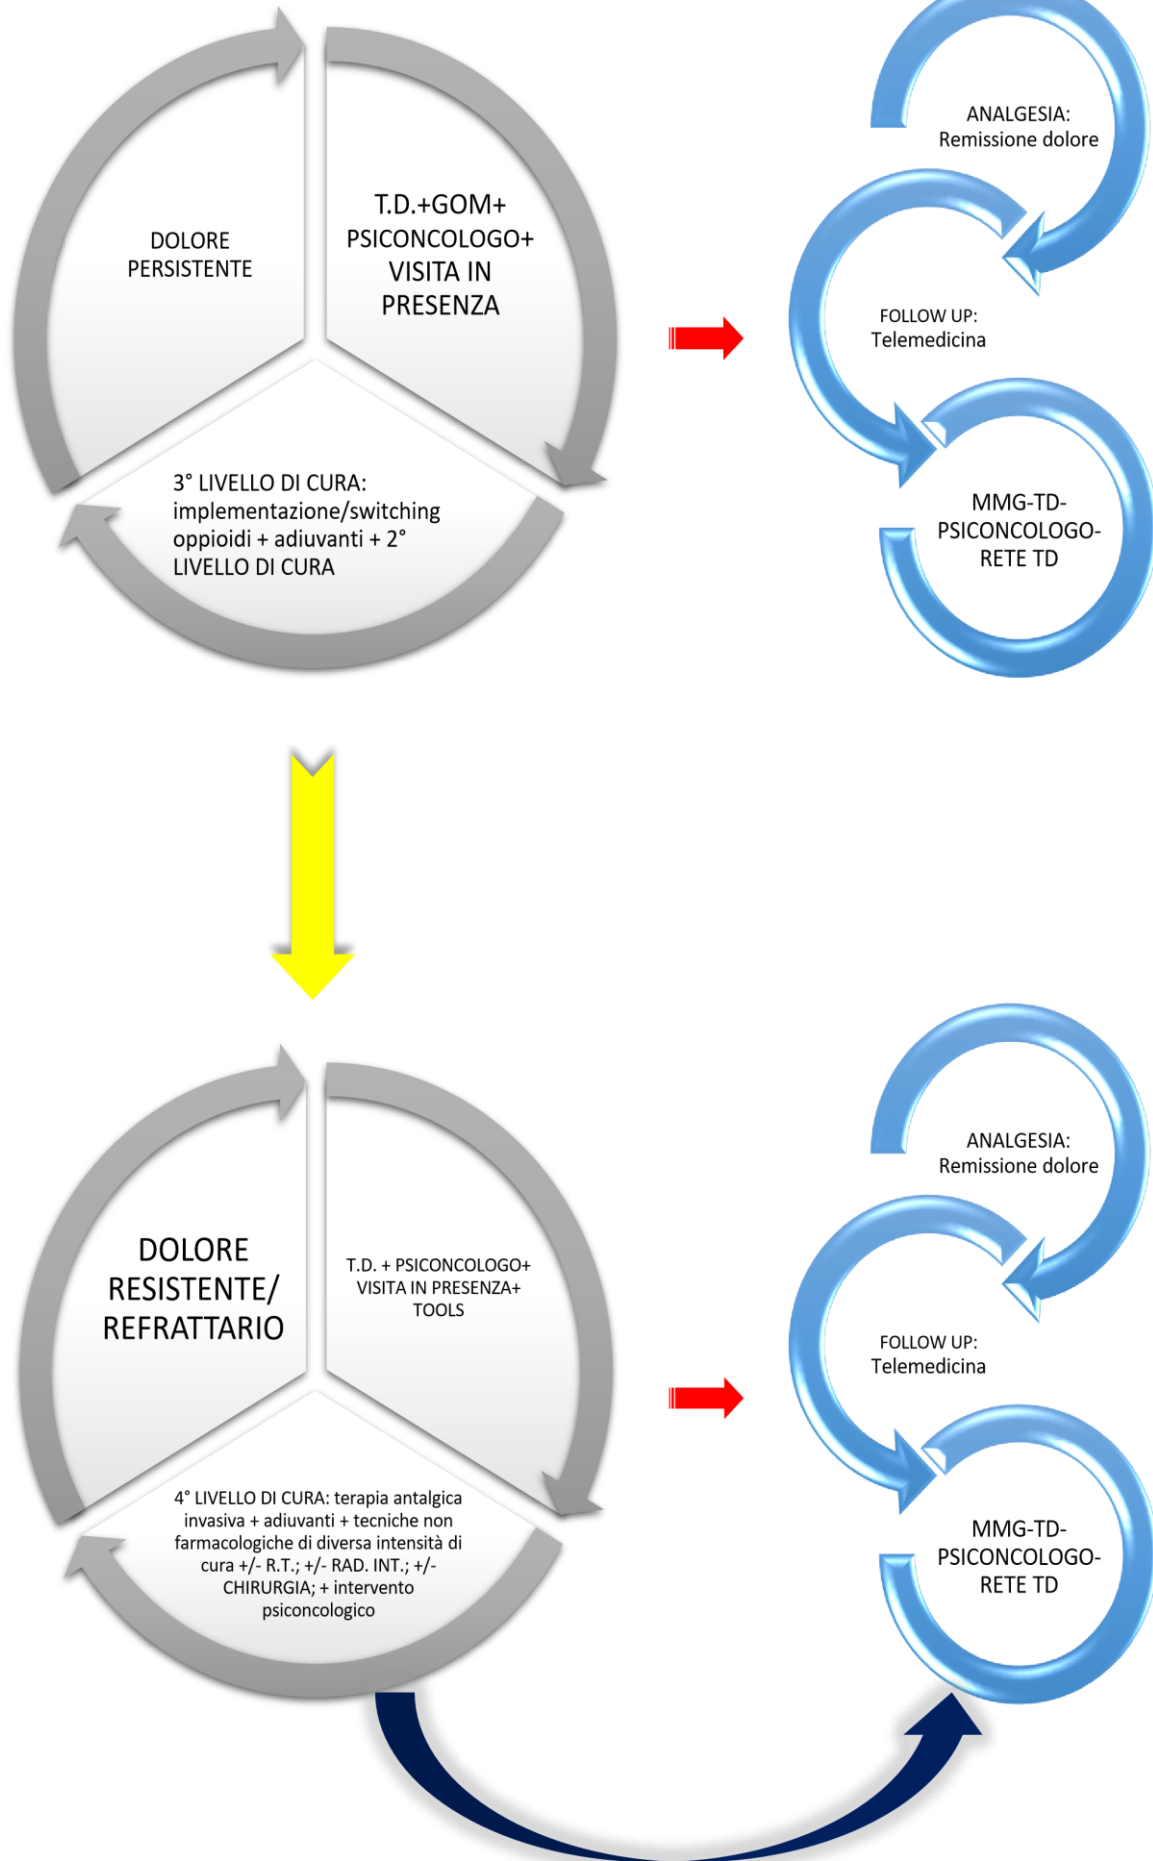 DOLORE
PERSISTENTE
T.D.+GOM+
PSICONCOLOGO+
VISITA IN
PRESENZA
3° LIVELLO DI CURA:
implementazione/switching
oppioidi + adiuvanti + 2°
LIVELLO DI CURA
ANALGESIA:
Remissione dolore
FOLLOW UP:
Telemedicina
MMG-TD-
PSICONCOLOGO-
RETE TD
DOLORE
RESISTENTE/
REFRATTARIO
T.D. + PSICONCOLOGO+
VISITA IN PRESENZA+
TOOLS
4° LIVELLO DI CURA: terapia antalgica
invasiva + adiuvanti + tecniche non
farmacologiche di diversa intensità di
cura +/- R.T.; +/- RAD. INT.; +/-
CHIRURGIA; + intervento
psiconcologico
ANALGESIA:
Remissione dolore
FOLLOW UP:
Telemedicina
MMG-TD-
PSICONCOLOGO-
RETE TD